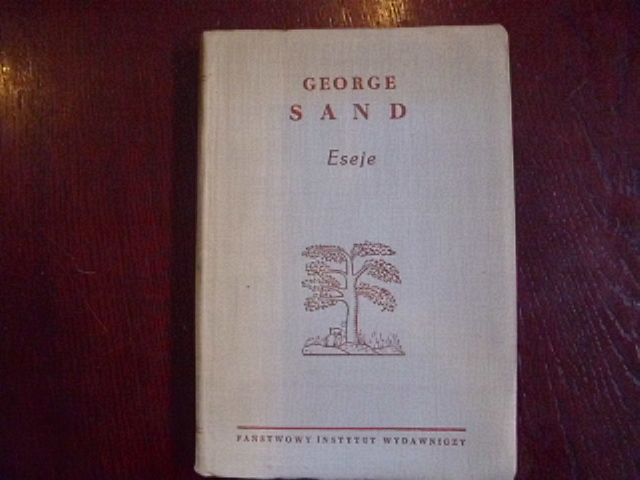 GEORGE
SAND
Eseje
PAŃSTWOWY INSTYTUT WYDAWNICZY